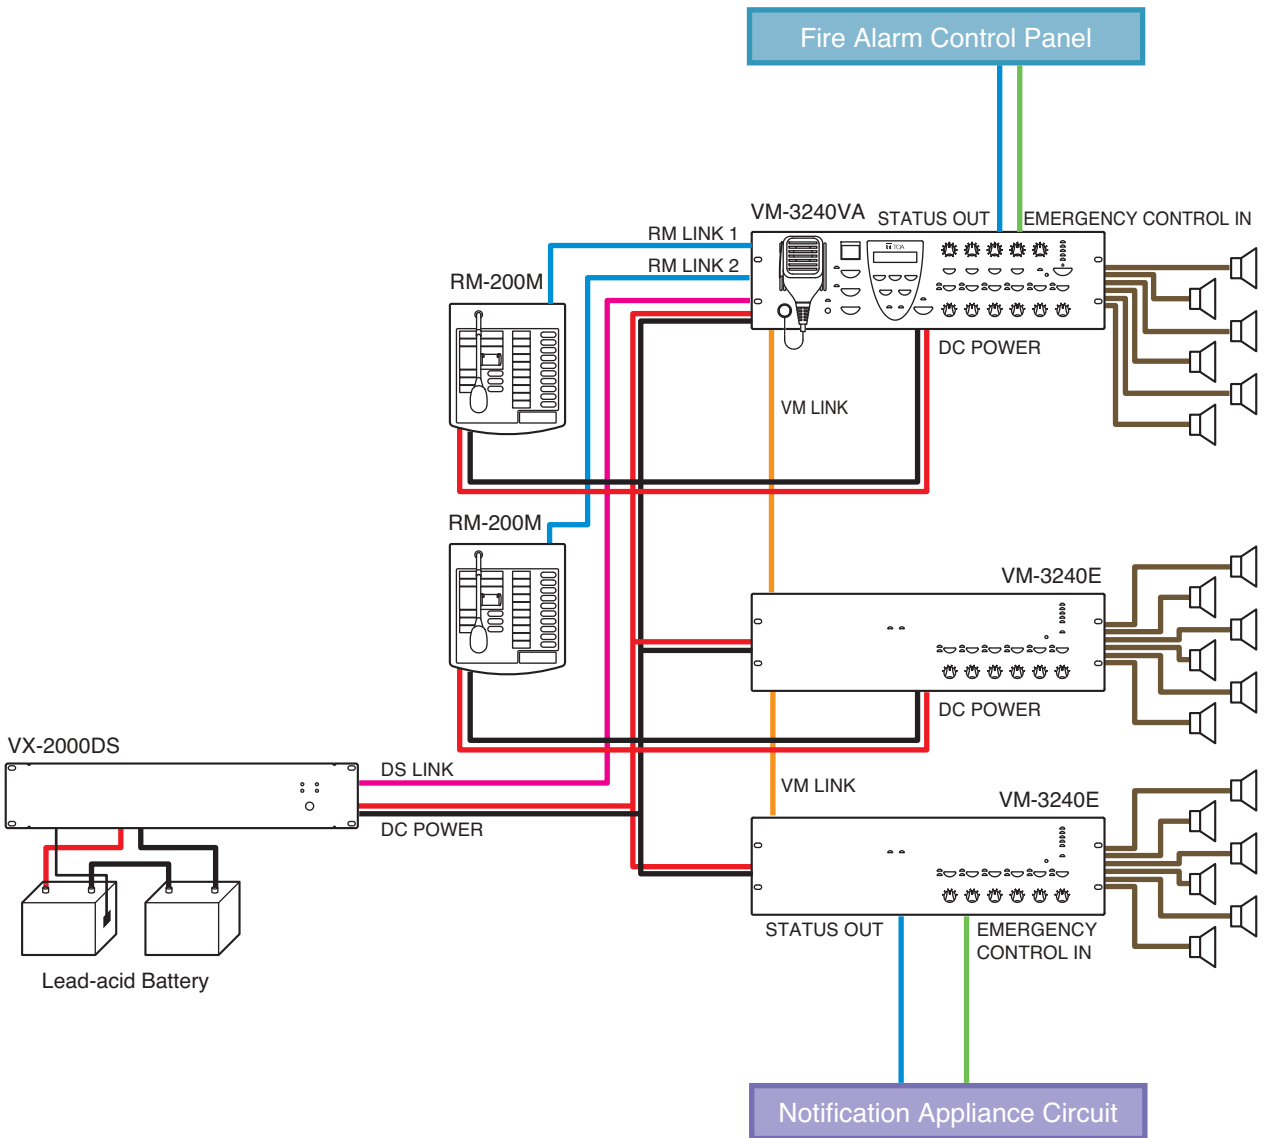 Fire Alarm Control Panel
VM-3240VA
STATUS OUT
EMERGENCY CONTROL IN
RM LINK 1
RM LINK 2
TOA
RM-200M
DC POWER
VM LINK
RM-200M
VM-3240E
DC POWER
VX-2000DS
DS LINK
VM LINK
VM-3240E
DC POWER
STATUS OUT
EMERGENCY
CONTROL IN
Lead-acid Battery
Notification Appliance Circuit